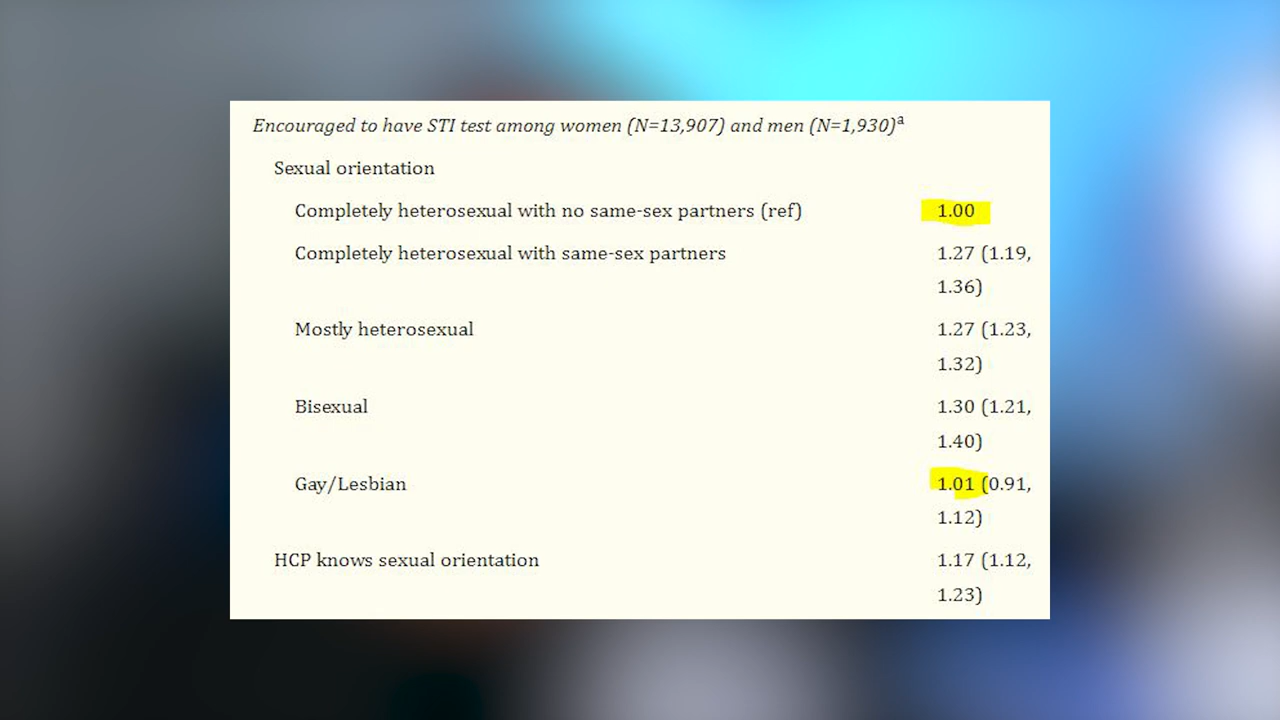 Encouraged to have STI test among women (N=13,907) and men (N=1,930)a
Sexual orientation
Completely heterosexual with no same-sex partners (ref) 1.00
Completely heterosexual with same-sex partners 1.27 (1.19,
1.36)
Mostly heterosexual 1.27 (1.23,
1.32)
Bisexual 1.30 (1.21,
1.40)
Gay/Lesbian 1.01 (0.91,
1.12)
HCP knows sexual orientation 1.17 (1.12,
1.23)